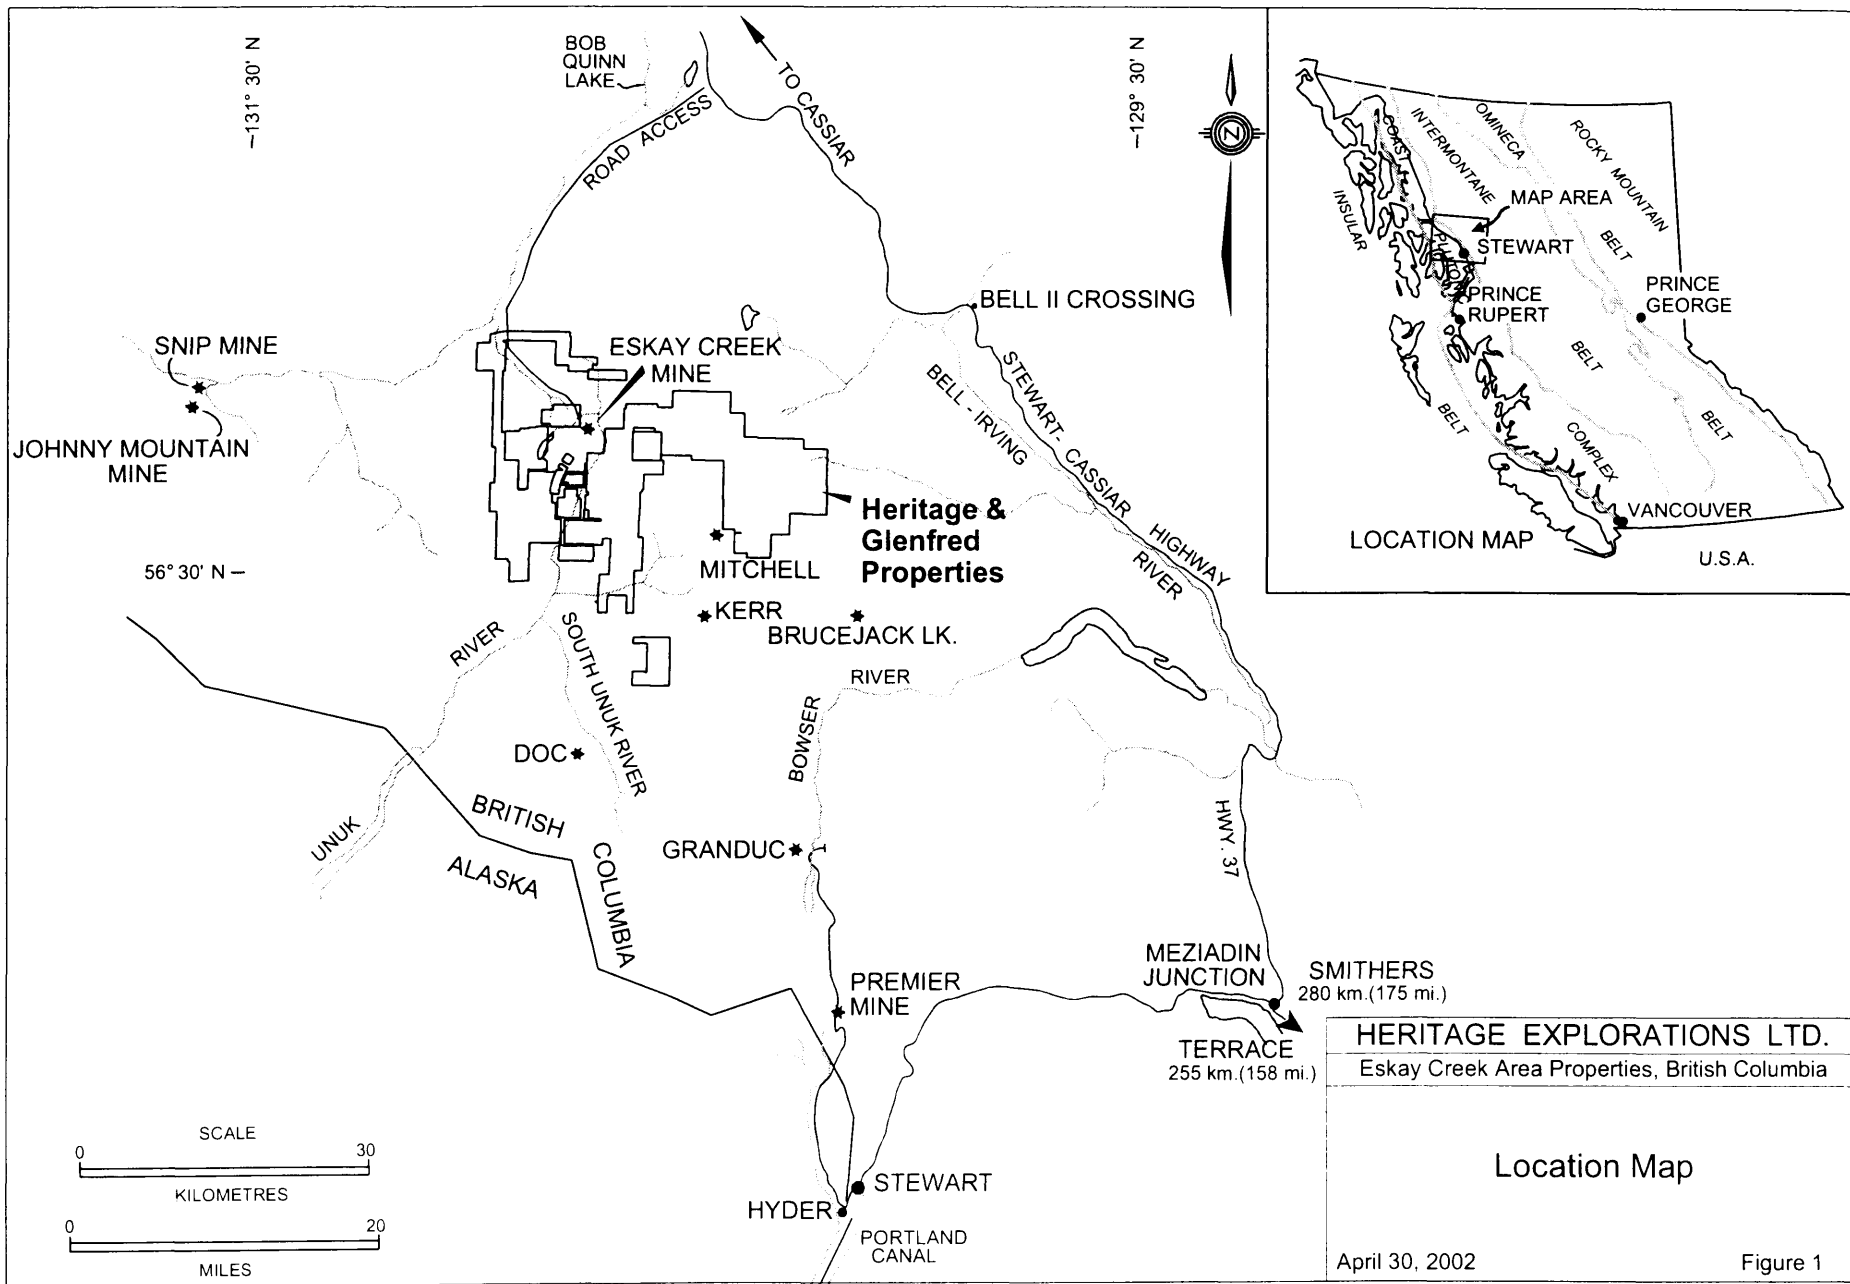 131° 30' N
BOB
QUINN
LAKE
TO CASSIAR
129° 30' N
ROAD ACCESS
N
SNIP MINE
JOHNNY MOUNTAIN
MINE
ESKAY CREEK
MINE
BELL II CROSSING
STEWART-CASSIAR HIGHWAY
BELL - IRVING RIVER
Heritage &
Glenfred
Properties
56° 30' N
MITCHELL
KERR
BRUCEJACK LK.
UNUK RIVER
SOUTH UNUK RIVER
BOWSER RIVER
DOC
GRANDUC
BRITISH COLUMBIA
ALASKA
HWY. 37
PREMIER
MINE
MEZIADIN
JUNCTION
SMITHERS
280 km.(175 mi.)
TERRACE
255 km.(158 mi.)
STEWART
HYDER
PORTLAND
CANAL
SCALE
0 30
KILOMETRES
0 20
MILES
COAST
INTERMONTANE
OMINECA
ROCKY MOUNTAIN
INSULAR
MAP AREA
STEWART
BELT
PRINCE
RUPERT
PRINCE
GEORGE
BELT
BELT
BELT
COMPLEX
VANCOUVER
LOCATION MAP
U.S.A.
HERITAGE EXPLORATIONS LTD.
Eskay Creek Area Properties, British Columbia
Location Map
April 30, 2002
Figure 1